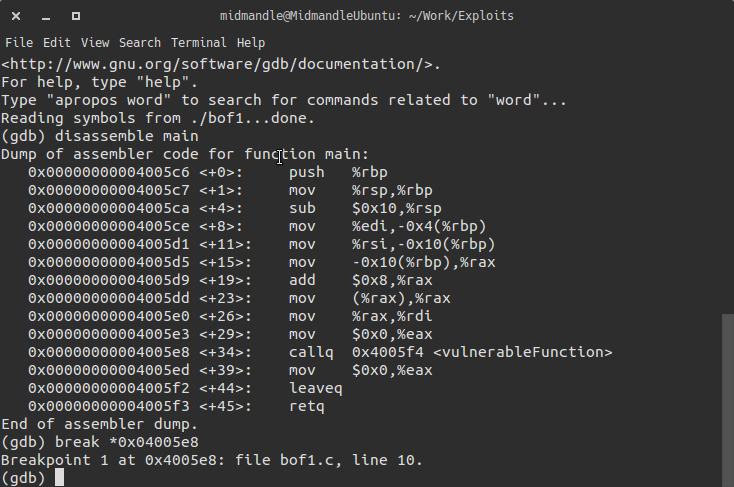 midmandle@MidmandleUbuntu: ~/Work/Exploits
File Edit View Search Terminal Help
<http://www.gnu.org/software/gdb/documentation/>.
For help, type "help".
Type "apropos word" to search for commands related to "word"...
Reading symbols from ./bof1...done.
(gdb) disassemble main
Dump of assembler code for function main:
   0x00000000004005c6 <+0>:     push   %rbp
   0x00000000004005c7 <+1>:     mov    %rsp,%rbp
   0x00000000004005ca <+4>:     sub    $0x10,%rsp
   0x00000000004005ce <+8>:     mov    %edi,-0x4(%rbp)
   0x00000000004005d1 <+11>:    mov    %rsi,-0x10(%rbp)
   0x00000000004005d5 <+15>:    mov    -0x10(%rbp),%rax
   0x00000000004005d9 <+19>:    add    $0x8,%rax
   0x00000000004005dd <+23>:    mov    (%rax),%rax
   0x00000000004005e0 <+26>:    mov    %rax,%rdi
   0x00000000004005e3 <+29>:    mov    $0x0,%eax
   0x00000000004005e8 <+34>:    callq  0x4005f4 <vulnerableFunction>
   0x00000000004005ed <+39>:    mov    $0x0,%eax
   0x00000000004005f2 <+44>:    leaveq
   0x00000000004005f3 <+45>:    retq
End of assembler dump.
(gdb) break *0x04005e8
Breakpoint 1 at 0x4005e8: file bof1.c, line 10.
(gdb)